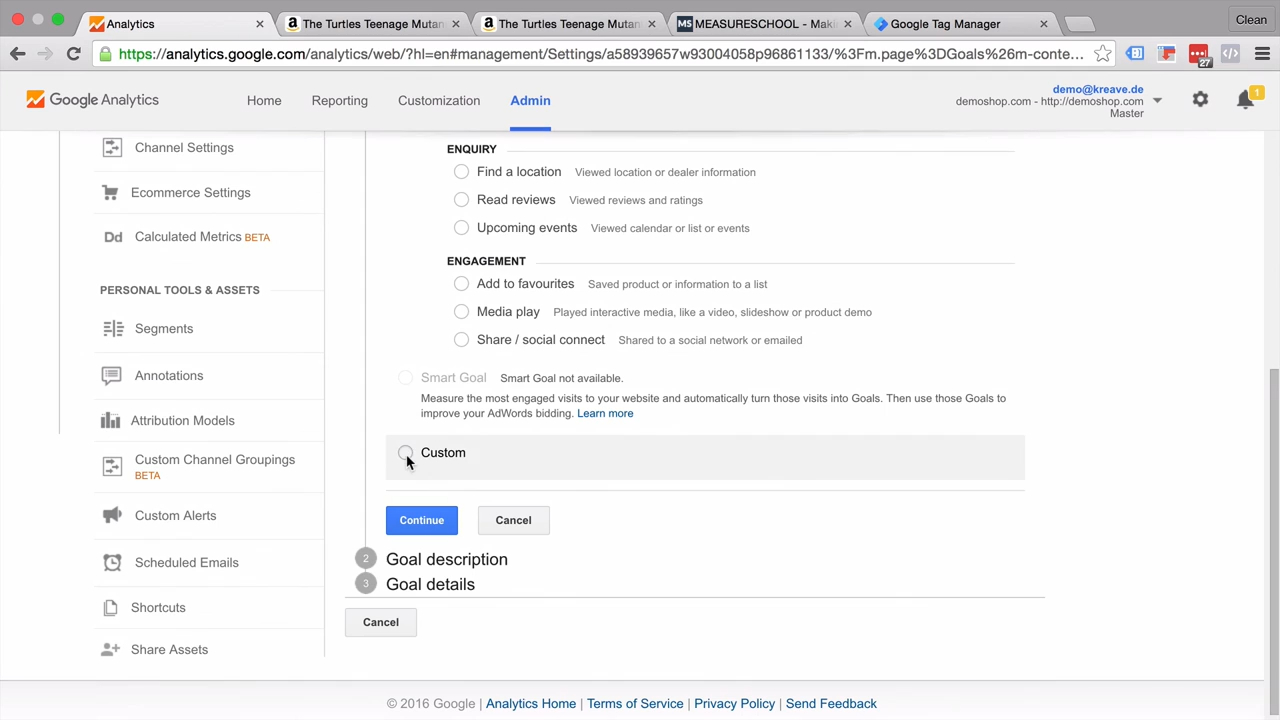 Analytics
The Turtles Teenage Mutan
The Turtles Teenage Mutan
MS MEASURESCHOOL - Maki
Google Tag Manager
Clean
https://analytics.google.com/analytics/web/?hl=en#management/Settings/a58939657w93004058p96861133/%3Fm.page%3DGoals%26m-conte...
27
Google Analytics
Home
Reporting
Customization
Admin
demo@kreave.de
demoshop.com - http://demoshop.com
Master
1
Channel Settings
Ecommerce Settings
Dd Calculated Metrics BETA
PERSONAL TOOLS & ASSETS
Segments
Annotations
Attribution Models
Custom Channel Groupings
BETA
Custom Alerts
Scheduled Emails
Shortcuts
Share Assets
ENQUIRY
Find a location Viewed location or dealer information
Read reviews Viewed reviews and ratings
Upcoming events Viewed calendar or list or events
ENGAGEMENT
Add to favourites Saved product or information to a list
Media play Played interactive media, like a video, slideshow or product demo
Share / social connect Shared to a social network or emailed
Smart Goal Smart Goal not available.
Measure the most engaged visits to your website and automatically turn those visits into Goals. Then use those Goals to
improve your AdWords bidding. Learn more
Custom
Continue
Cancel
2 Goal description
3 Goal details
Cancel
© 2016 Google | Analytics Home | Terms of Service | Privacy Policy | Send Feedback